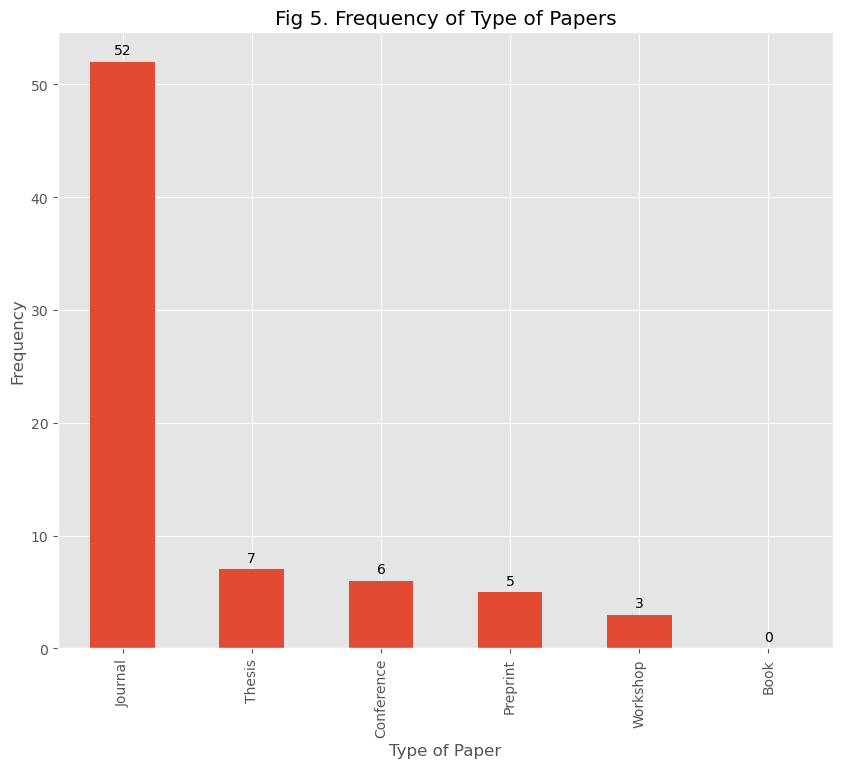 Fig 5. Frequency of Type of Papers
52
50
40
30
20
10
0
Frequency
7
6
5
3
0
Journal
Thesis
Conference
Preprint
Workshop
Book
Type of Paper